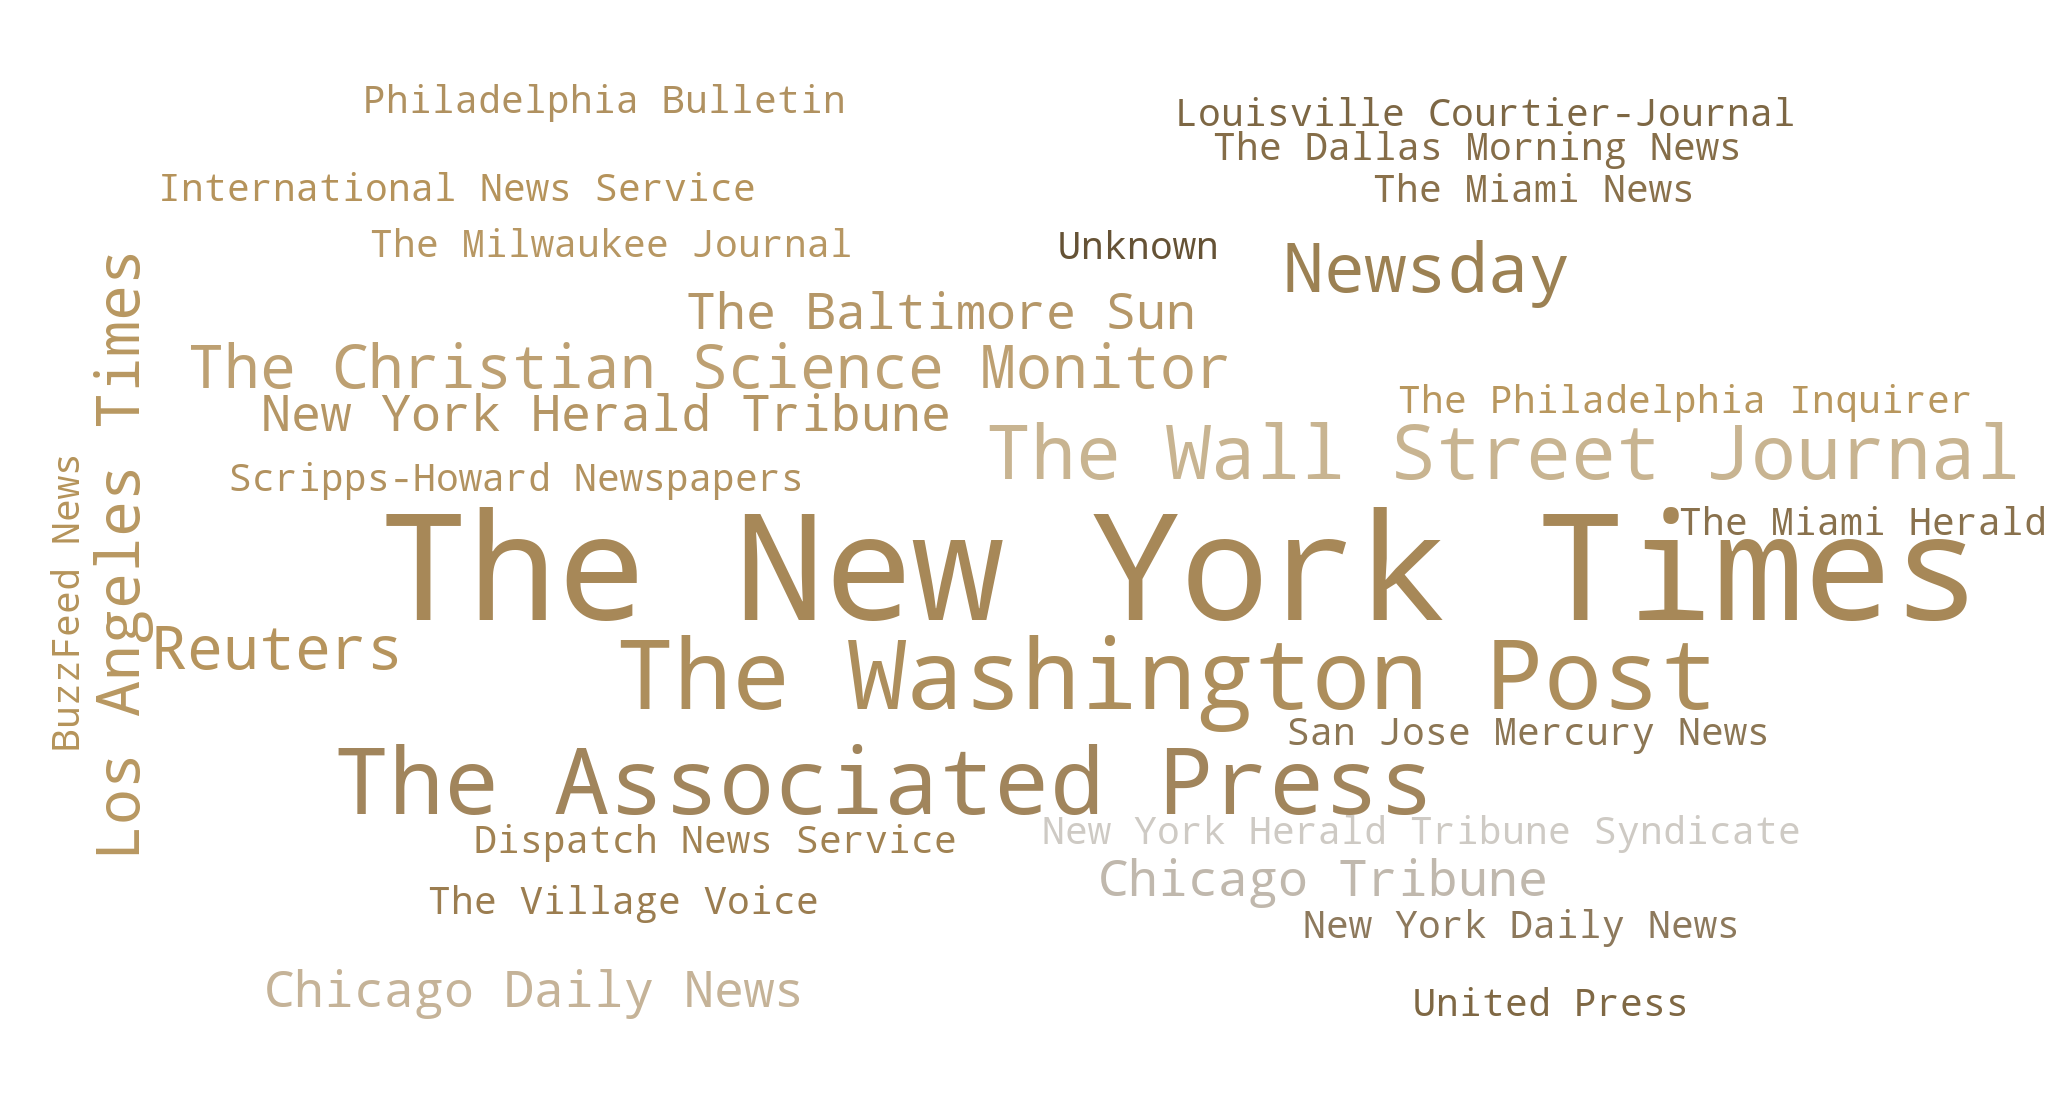 Philadelphia Bulletin
Louisville Courtier-Journal
The Dallas Morning News
International News Service
The Miami News
The Milwaukee Journal
Unknown
Newsday
The Baltimore Sun
The Christian Science Monitor
The Philadelphia Inquirer
New York Herald Tribune
The Wall Street Journal
Scripps-Howard Newspapers
The Miami Herald
Los Angeles Times
BuzzFeed News
The New York Times
Reuters
The Washington Post
San Jose Mercury News
The Associated Press
New York Herald Tribune Syndicate
Dispatch News Service
Chicago Tribune
The Village Voice
New York Daily News
Chicago Daily News
United Press